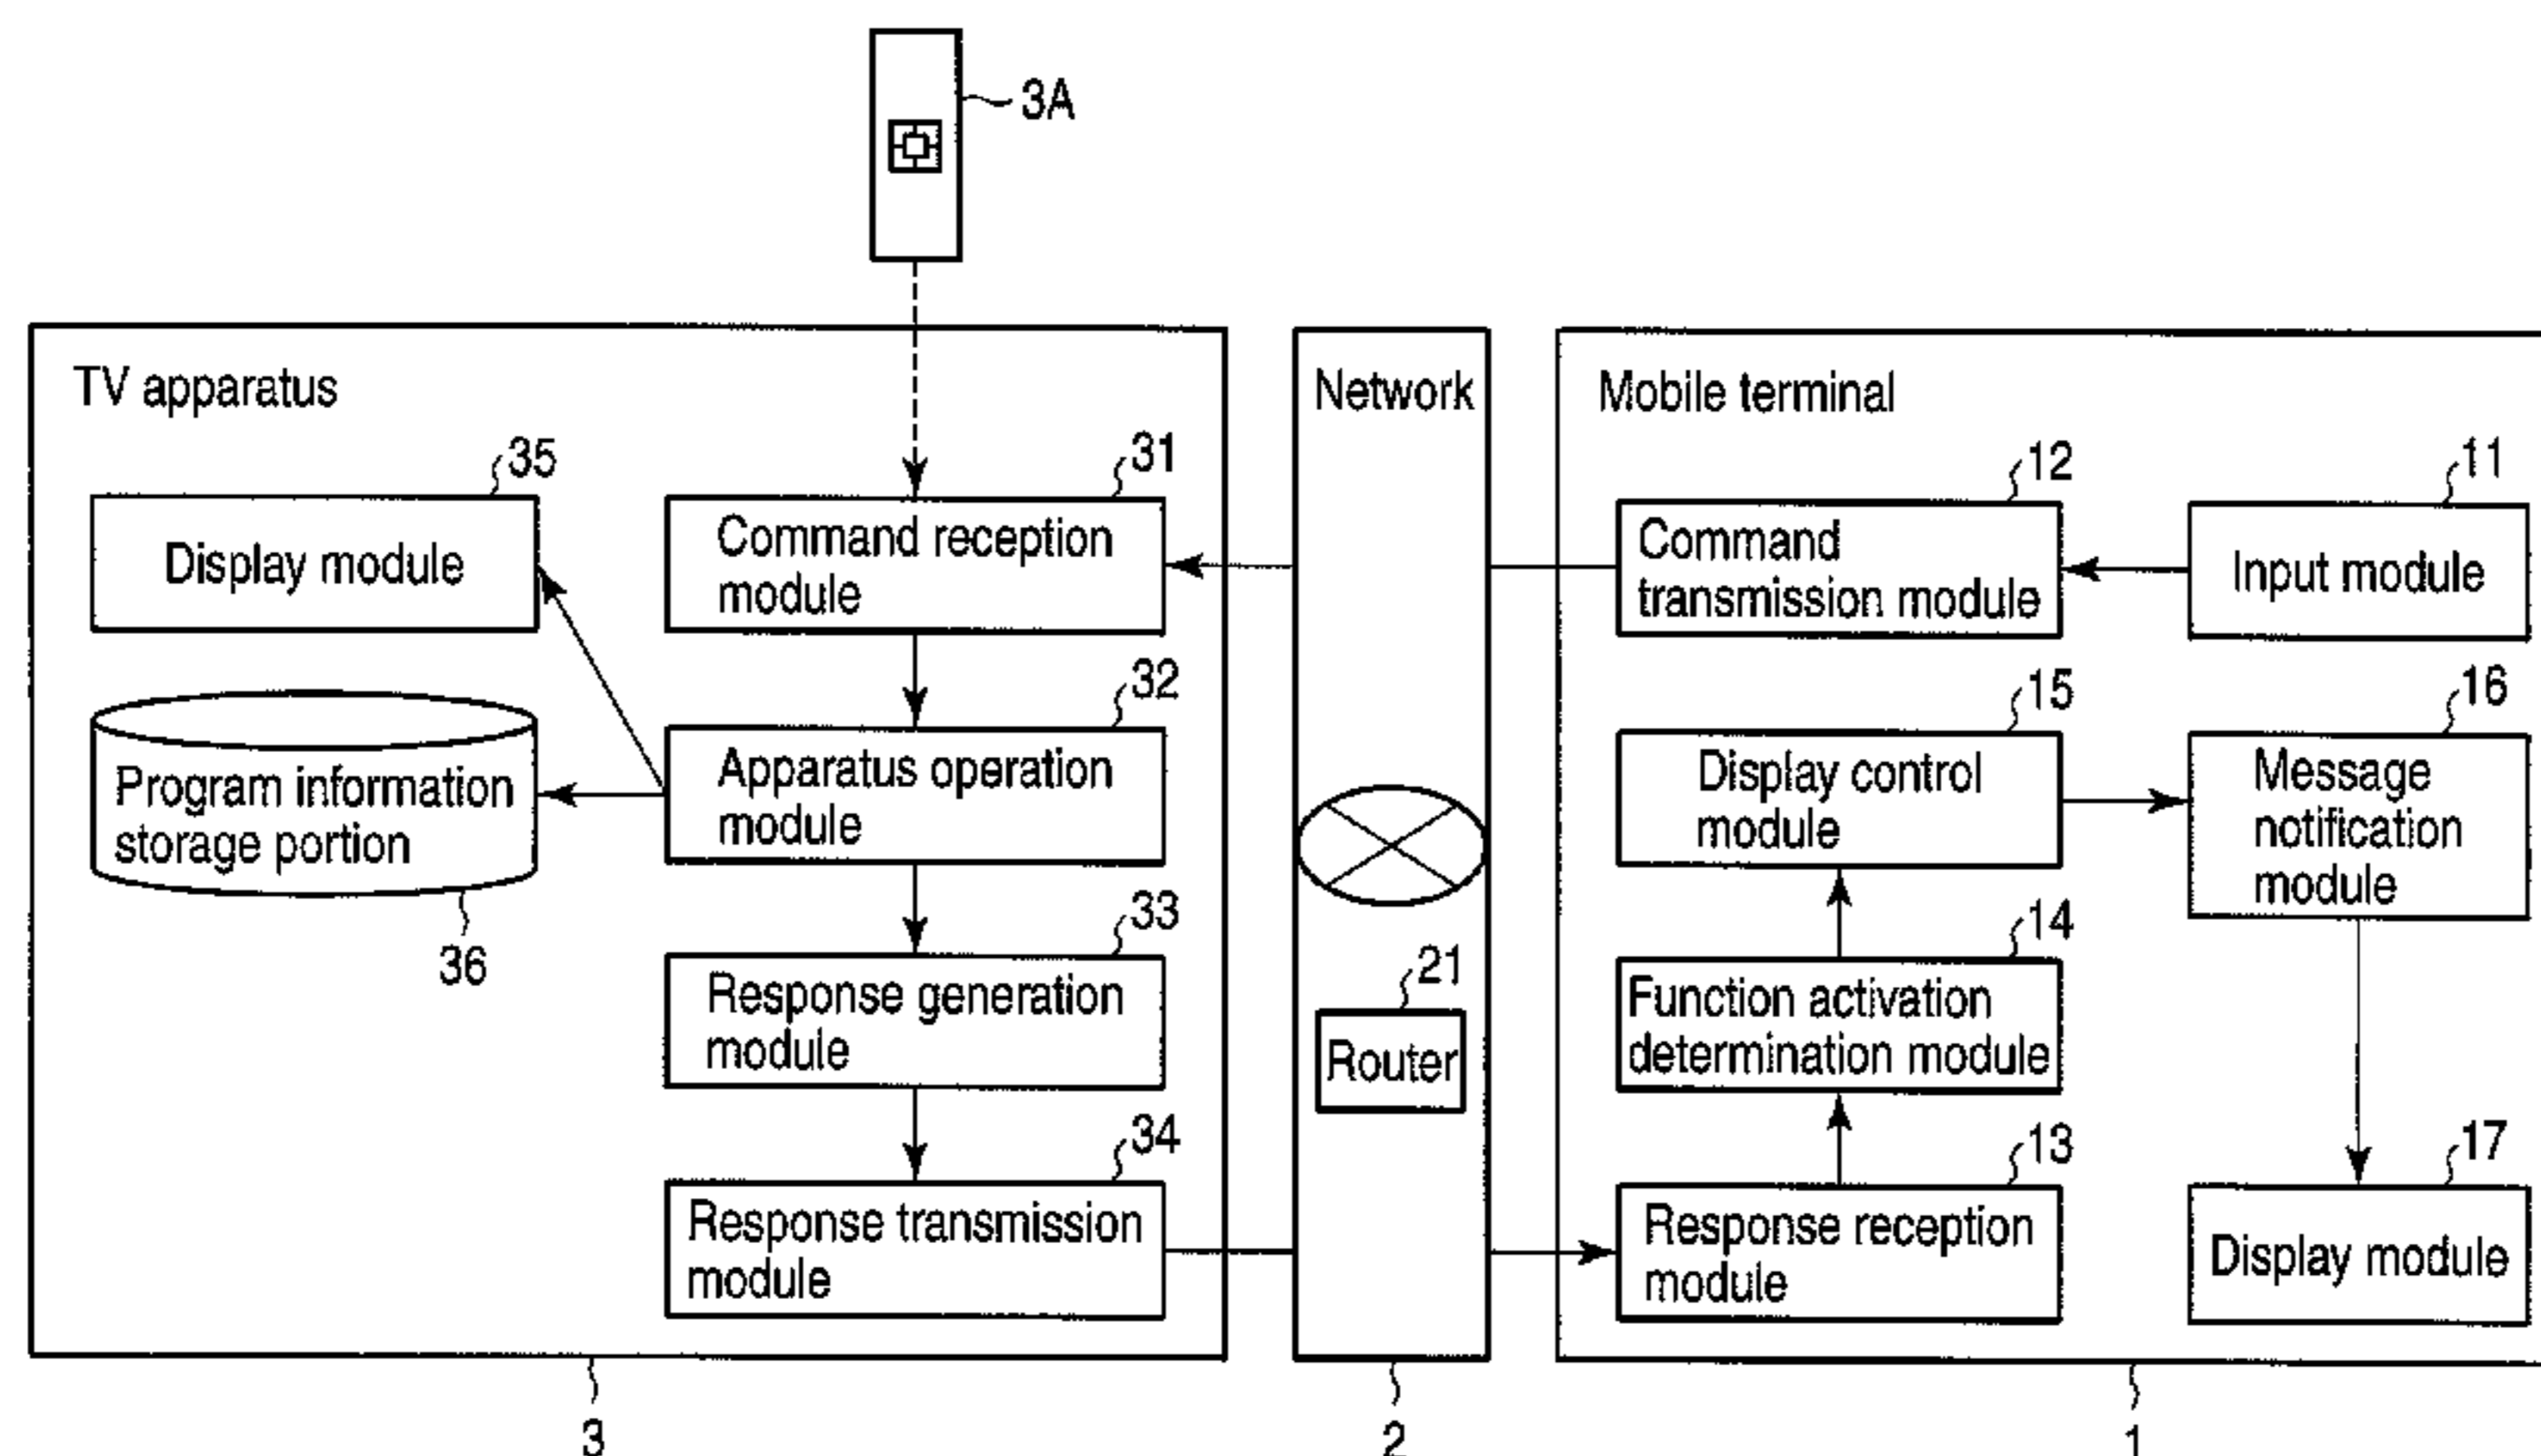 3A
TV apparatus
35
Display module
31
Command reception
module
32
Apparatus operation
module
Program information
storage portion
36
33
Response generation
module
34
Response transmission
module
3
Network
21
Router
2
Mobile terminal
12
Command
transmission module
11
Input module
15
Display control
module
16
Message
notification
module
14
Function activation
determination module
13
Response reception
module
17
Display module
1